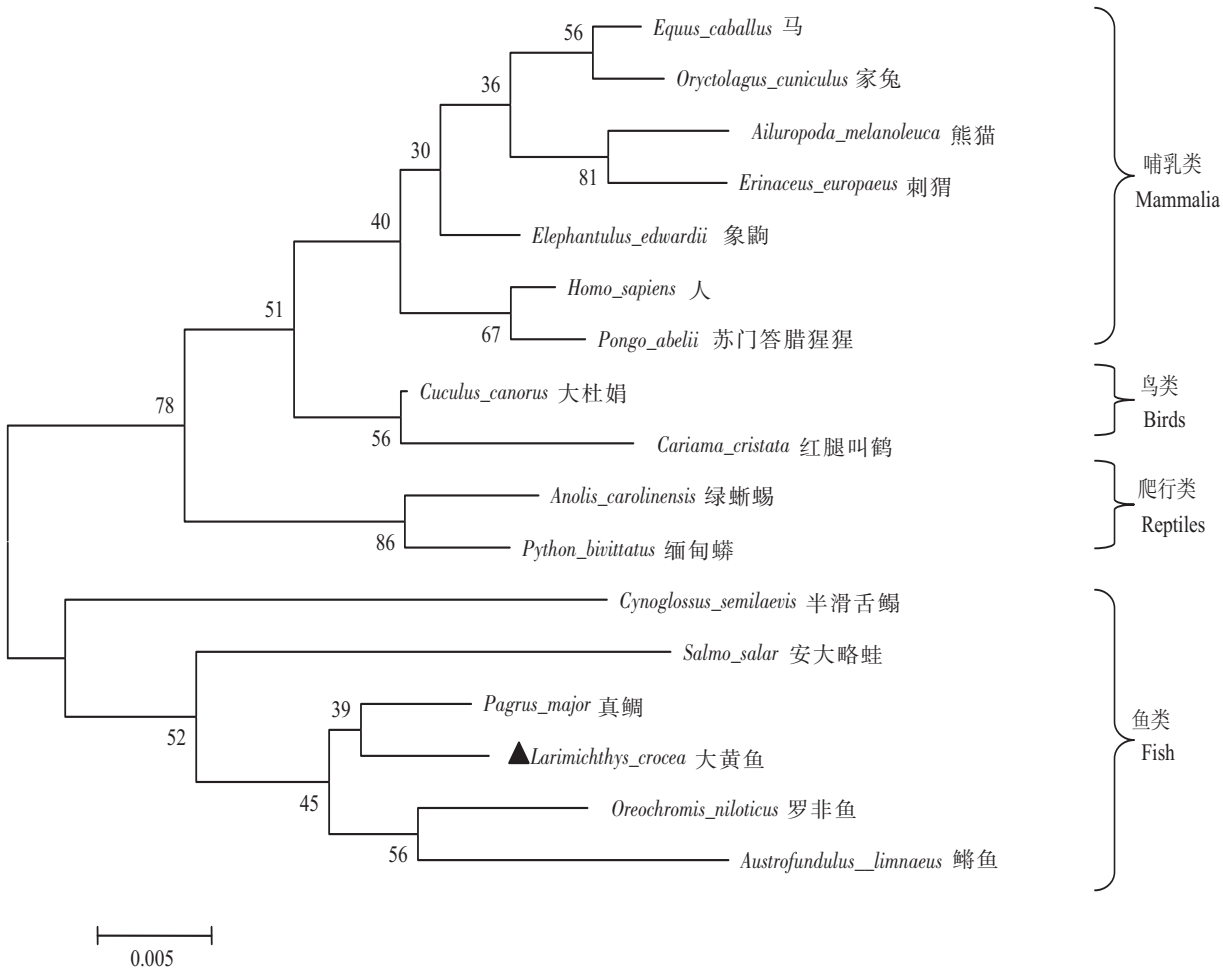 56
Equus_caballus 马
Oryctolagus_cuniculus 家兔
36
Ailuropoda_melanoleuca 熊猫
30
81
Erinaceus_europaeus 刺猬
哺乳类
Mammalia
40
Elephantulus_edwardii 象鼩
Homo_sapiens 人
51
67
Pongo_abelii 苏门答腊猩猩
78
Cuculus_canorus 大杜鹃
鸟类
Birds
56
Cariama_cristata 红腿叫鹤
Anolis_carolinensis 绿蜥蜴
爬行类
Reptiles
86
Python_bivittatus 缅甸蟒
Cynoglossus_semilaevis 半滑舌鳎
Salmo_salar 安大略蛙
39
Pagrus_major 真鲷
鱼类
Fish
52
▲Larimichthys_crocea 大黄鱼
45
Oreochromis_niloticus 罗非鱼
56
Austrofundulus__limnaeus 鳉鱼
0.005